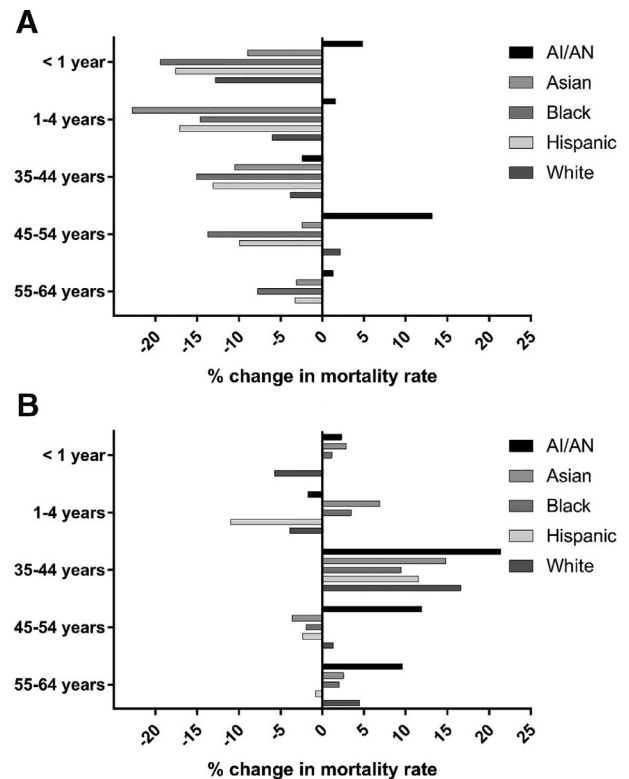 A
< 1 year
1-4 years
35-44 years
45-54 years
55-64 years
-20 -15 -10 -5 0 5 10 15 20 25
% change in mortality rate
AI/AN
Asian
Black
Hispanic
White
B
< 1 year
1-4 years
35-44 years
45-54 years
55-64 years
-20 -15 -10 -5 0 5 10 15 20 25
% change in mortality rate
AI/AN
Asian
Black
Hispanic
White